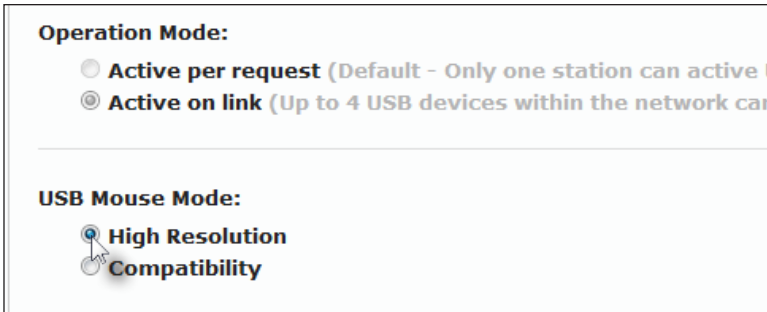 Operation Mode:
Active per request (Default - Only one station can active
Active on link (Up to 4 USB devices within the network can
USB Mouse Mode:
High Resolution
Compatibility